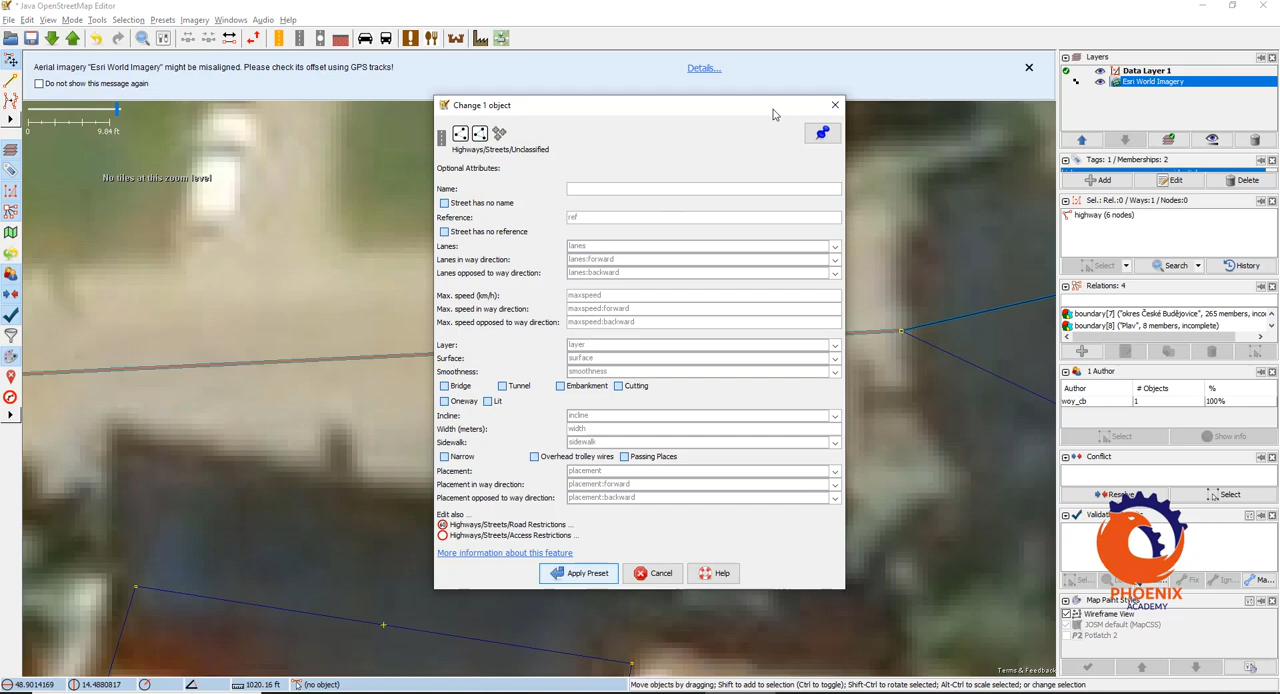 * Java OpenStreetMap Editor
File Edit View Mode Tools Selection Presets Imagery Windows Audio Help
Aerial imagery "Esri World Imagery" might be misaligned. Please check its offset using GPS tracks!
Details...
Do not show this message again
0 9.84 ft
No tiles at this zoom level
Change 1 object
Highways/Streets/Unclassified
Optional Attributes:
Name:
Street has no name
Reference: ref
Street has no reference
Lanes: lanes
Lanes in way direction: lanes:forward
Lanes opposed to way direction: lanes:backward
Max. speed (km/h): maxspeed
Max. speed in way direction: maxspeed:forward
Max. speed opposed to way direction: maxspeed:backward
Layer: layer
Surface: surface
Smoothness: smoothness
Bridge Tunnel Embankment Cutting
Oneway Lit
Incline: incline
Width (meters): width
Sidewalk: sidewalk
Narrow Overhead trolley wires Passing Places
Placement: placement
Placement in way direction: placement:forward
Placement opposed to way direction: placement:backward
Edit also ...
Highways/Streets/Road Restrictions ...
Highways/Streets/Access Restrictions ...
More information about this feature
Apply Preset Cancel Help
Layers
Data Layer 1
Esri World Imagery
Tags: 1 / Memberships: 2
Add Edit Delete
Sel.: Rel.:0 / Ways:1 / Nodes:0
highway (6 nodes)
Select Search History
Relations: 4
boundary[7] ("okres České Budějovice", 265 members, inco
boundary[8] ("Plav", 8 members, incomplete)
1 Author
Author # Objects %
woy_cb 1 100%
Select Show info
Conflict
Resolve Select
Sel... Fix Ign... Ma...
PHOENIX
ACADEMY
Map Paint Styles
Wireframe View
JOSM default (MapCSS)
Potlatch 2
Terms & Feedback
48.9014169 14.4880817 1020.16 ft (no object) Move objects by dragging; Shift to add to selection (Ctrl to toggle); Shift-Ctrl to rotate selected; Alt-Ctrl to scale selected; or change selection